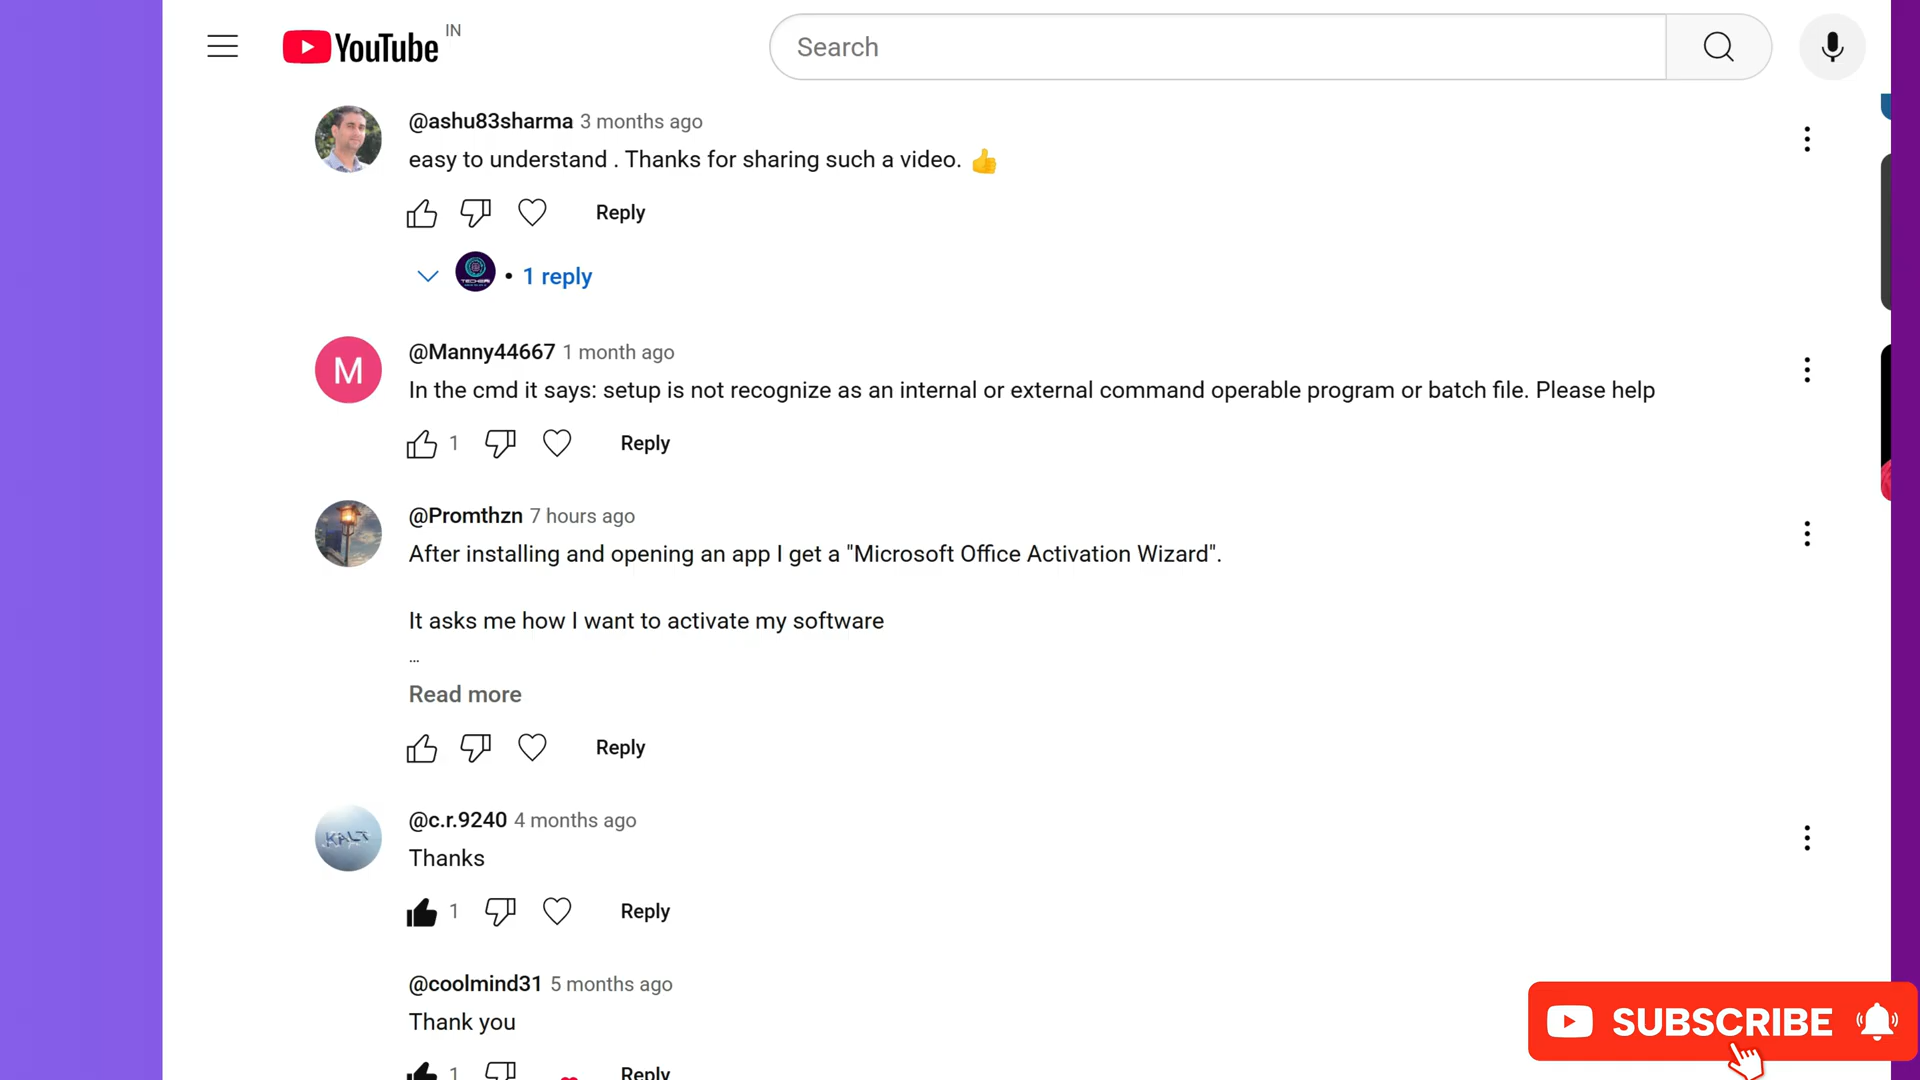 YouTube IN
Search
@ashu83sharma 3 months ago
easy to understand . Thanks for sharing such a video. 👍
Reply
TECHGIRI
• 1 reply
M
@Manny44667 1 month ago
In the cmd it says: setup is not recognize as an internal or external command operable program or batch file. Please help
1 Reply
@Promthzn 7 hours ago
After installing and opening an app I get a "Microsoft Office Activation Wizard".
It asks me how I want to activate my software
...
Read more
Reply
KALT
@c.r.9240 4 months ago
Thanks
1 Reply
@coolmind31 5 months ago
Thank you
1 Reply
SUBSCRIBE